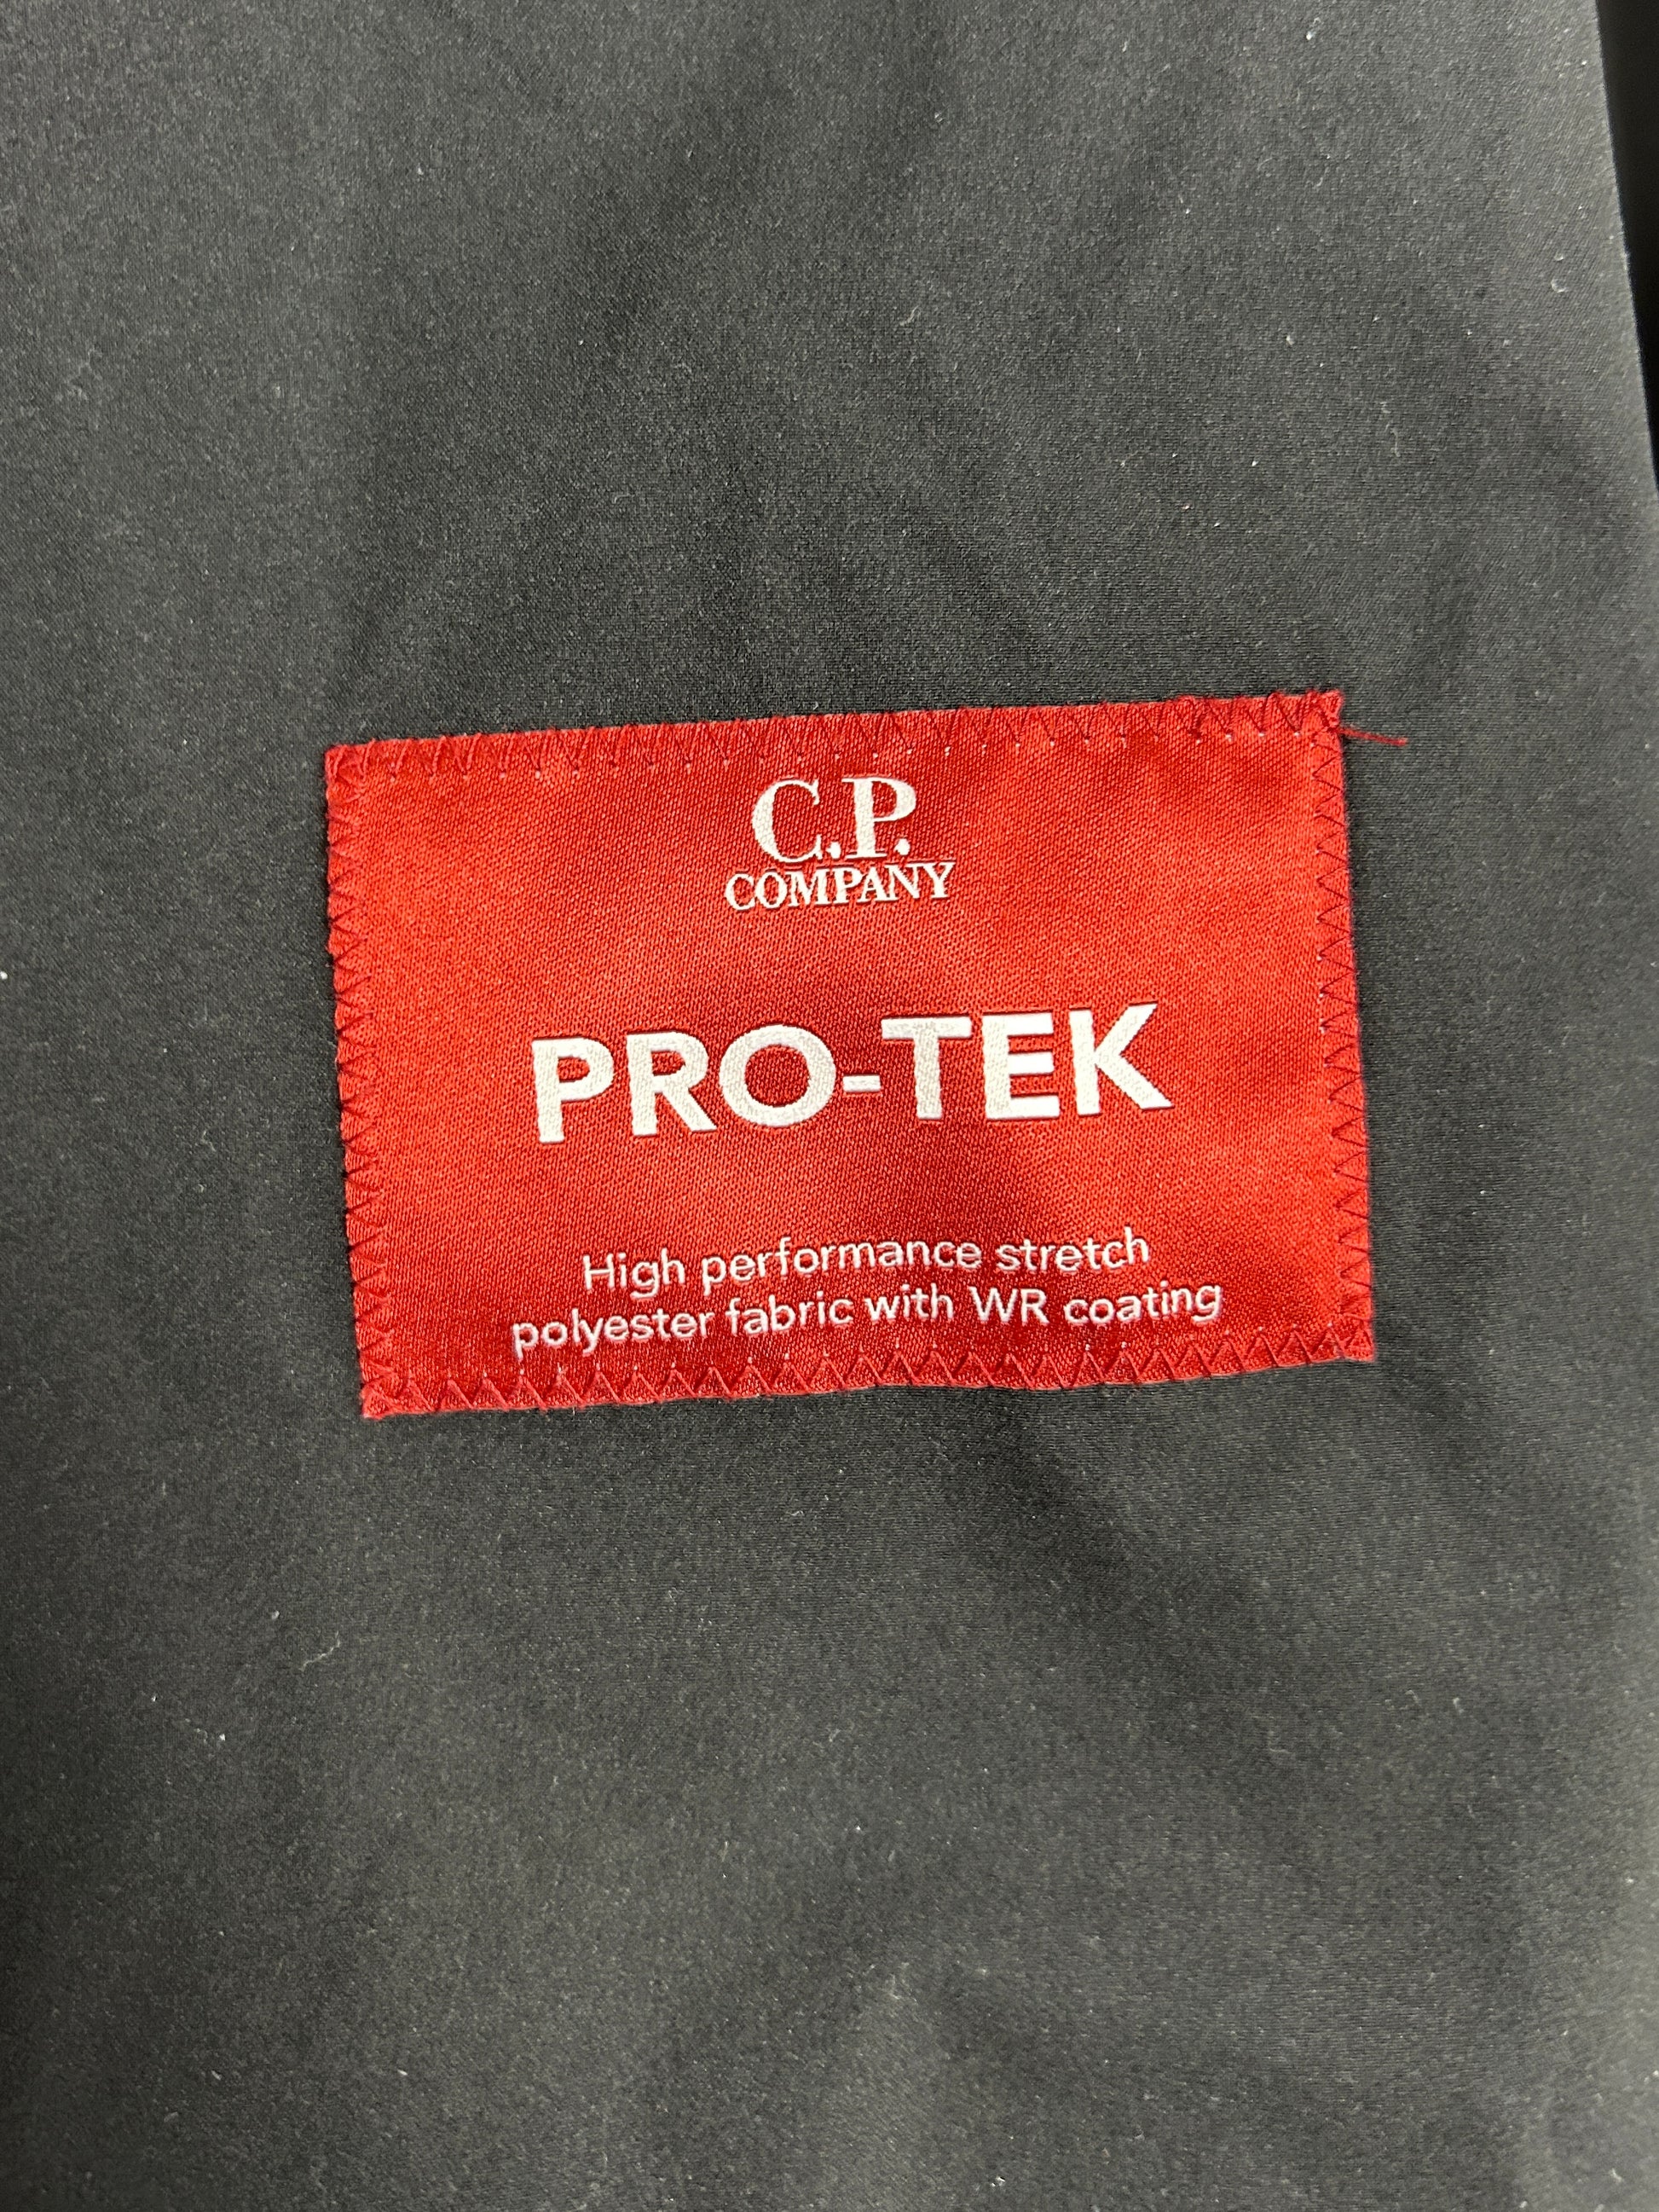 C.P.
COMPANY
PRO-TEK
High performance stretch
polyester fabric with WR coating